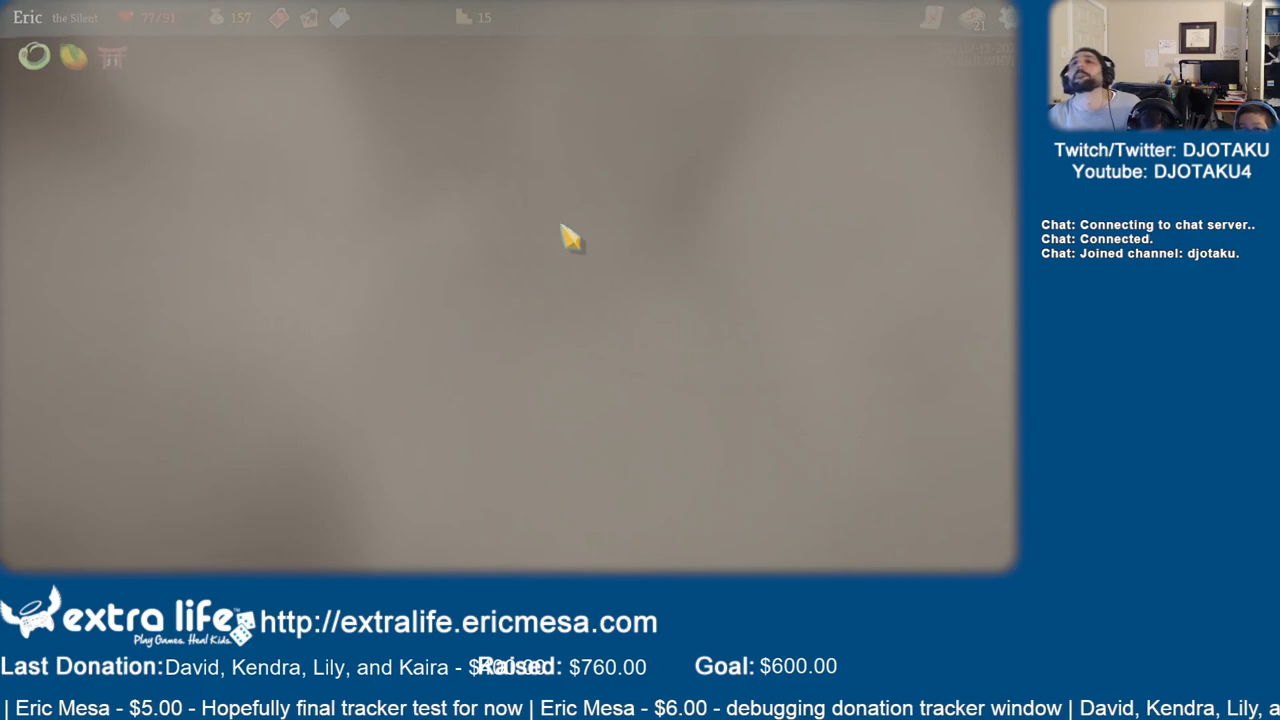 Eric the Silent 77/91 157 15 21
Twitch/Twitter: DJOTAKU
Youtube: DJOTAKU4
Chat: Connecting to chat server..
Chat: Connected.
Chat: Joined channel: djotaku.
extra life
Play Games. Heal Kids.
http://extralife.ericmesa.com
Last Donation: David, Kendra, Lily, and Kaira - Raised: $760.00 Goal: $600.00
| Eric Mesa - $5.00 - Hopefully final tracker test for now | Eric Mesa - $6.00 - debugging donation tracker window | David, Kendra, Lily, a